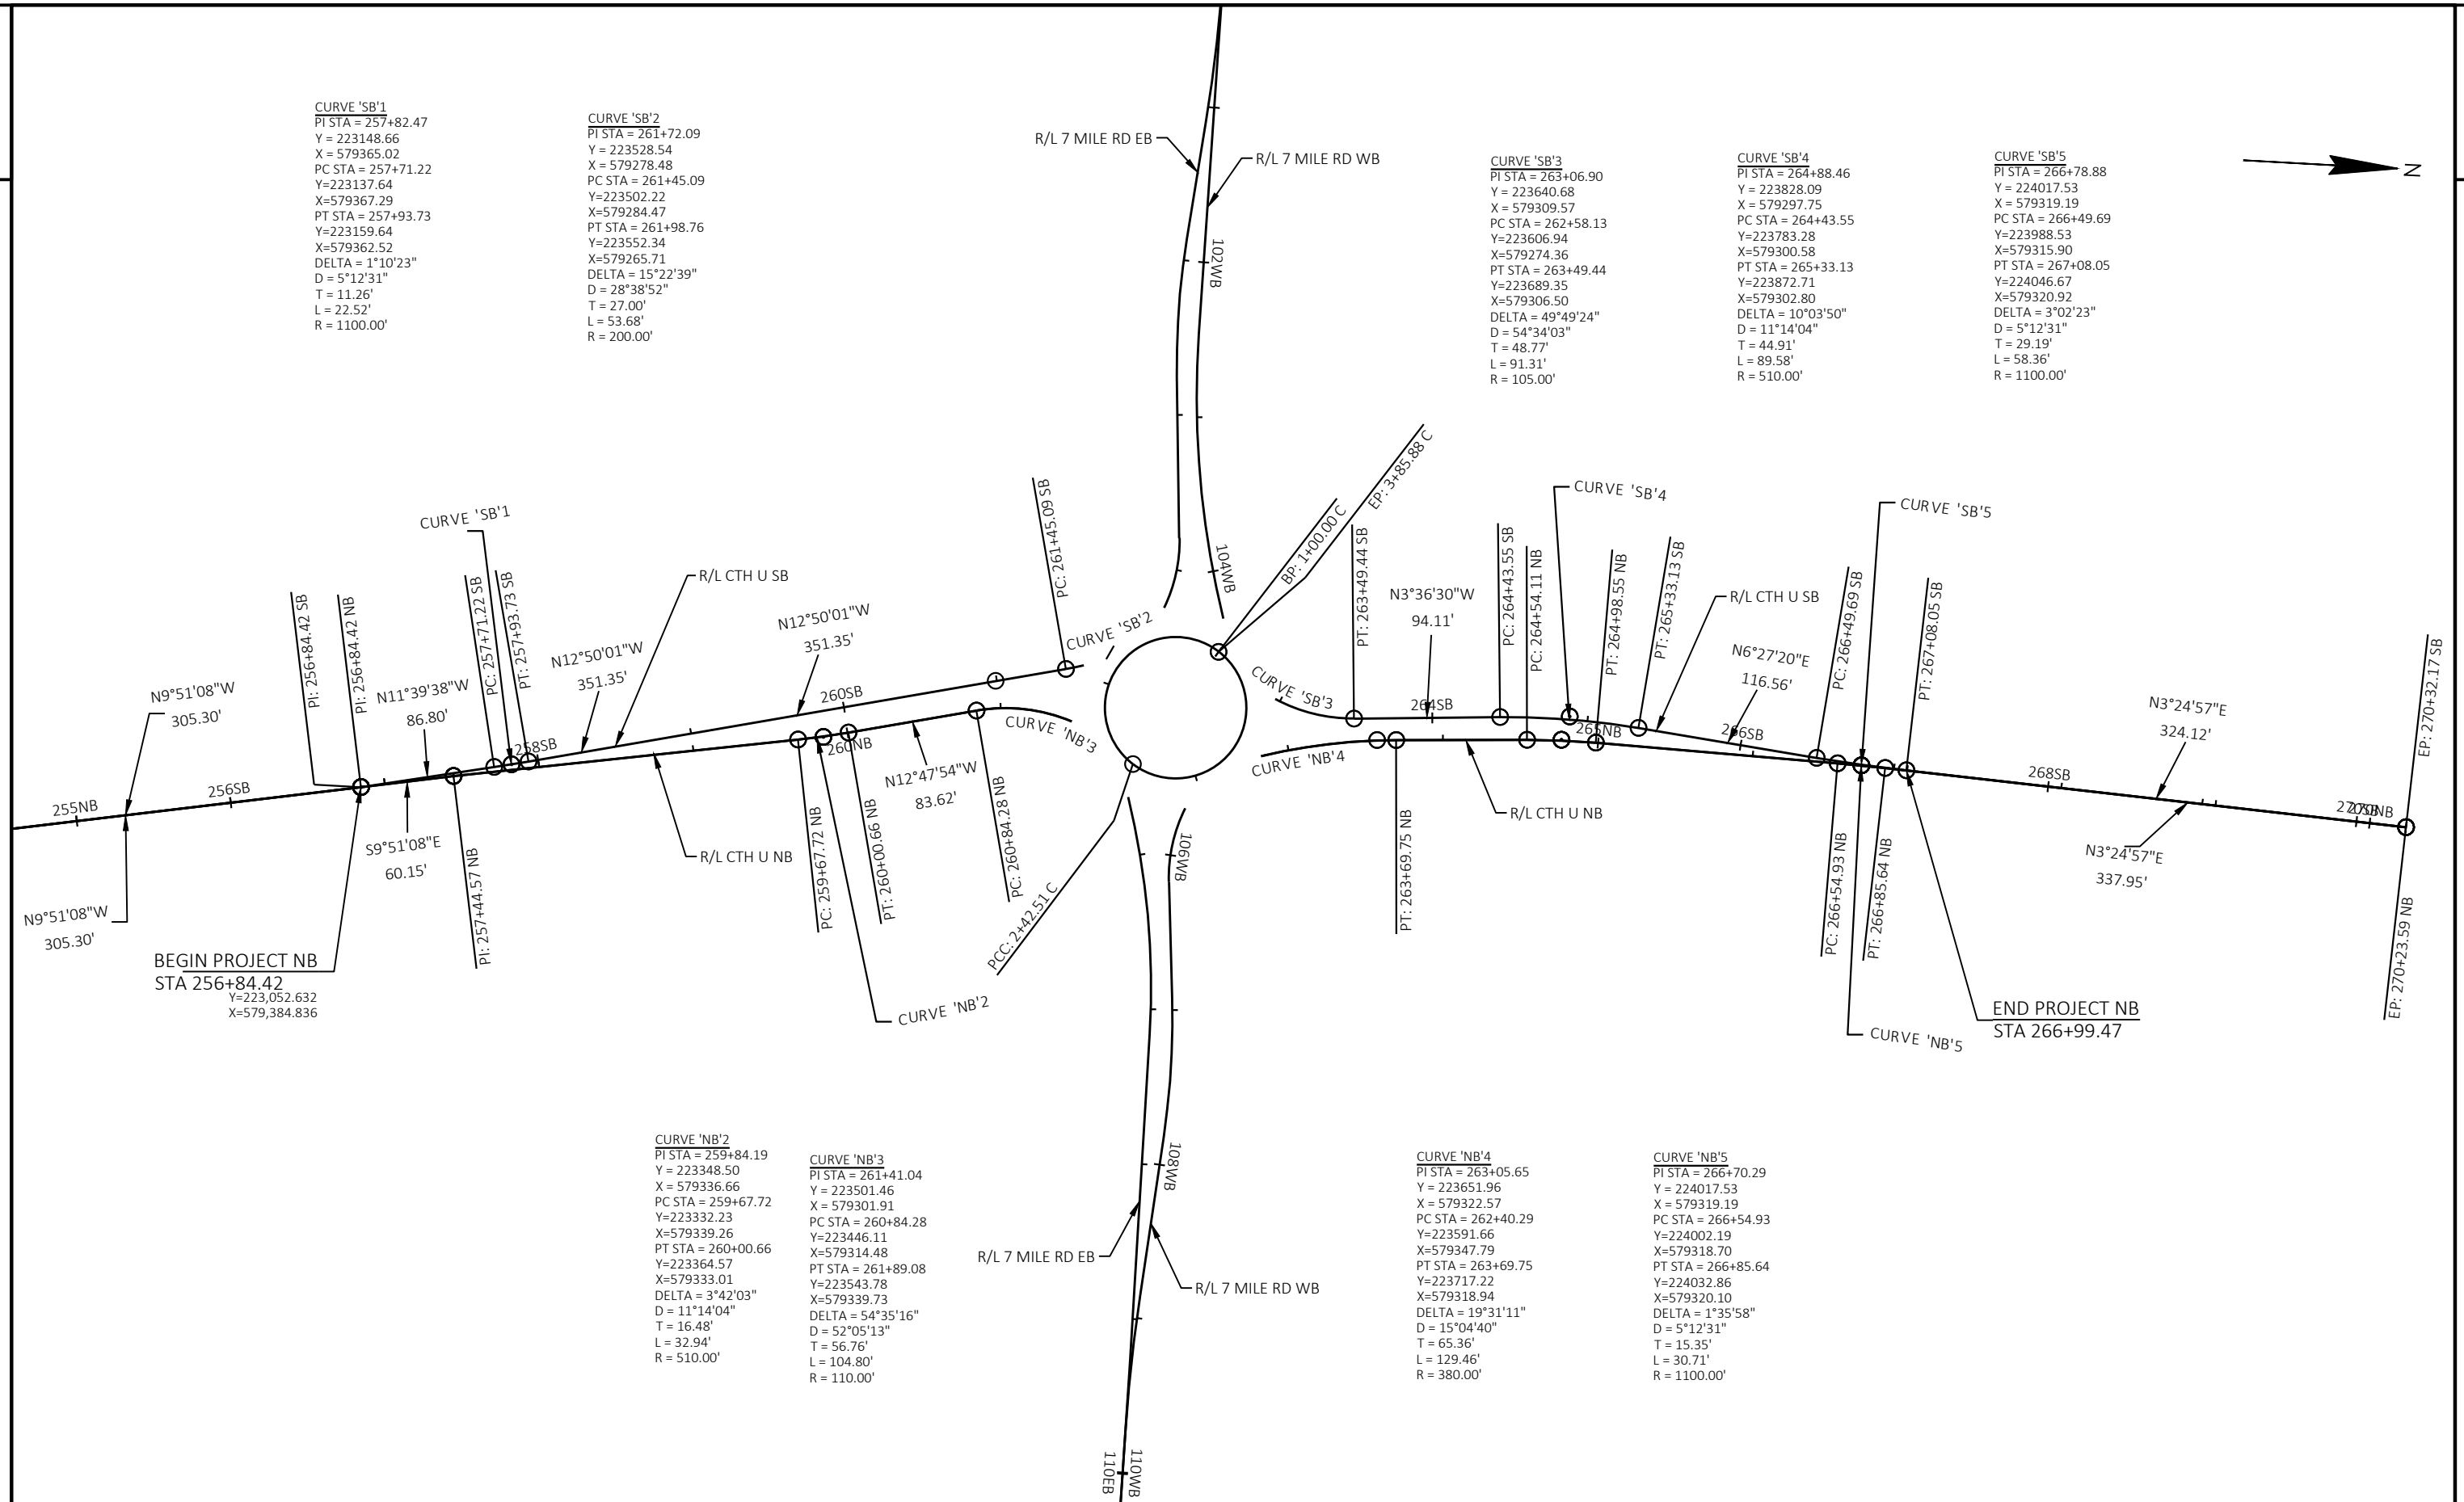 CURVE 'SB'1
PI STA = 257+82.47
Y = 223148.66
X = 579365.02
PC STA = 257+71.22
Y=223137.64
X=579367.29
PT STA = 257+93.73
Y=223159.64
X=579362.52
DELTA = 1°10'23"
D = 5°12'31"
T = 11.26'
L = 22.52'
R = 1100.00'
CURVE 'SB'2
PI STA = 261+72.09
Y = 223528.54
X = 579278.48
PC STA = 261+45.09
Y=223502.22
X=579284.47
PT STA = 261+98.76
Y=223552.34
X=579265.71
DELTA = 15°22'39"
D = 28°38'52"
T = 27.00'
L = 53.68'
R = 200.00'
R/L 7 MILE RD EB
R/L 7 MILE RD WB
CURVE 'SB'3
PI STA = 263+06.90
Y = 223640.68
X = 579309.57
PC STA = 262+58.13
Y=223606.94
X=579274.36
PT STA = 263+49.44
Y=223689.35
X=579306.50
DELTA = 49°49'24"
D = 54°34'03"
T = 48.77'
L = 91.31'
R = 105.00'
CURVE 'SB'4
PI STA = 264+88.46
Y = 223828.09
X = 579297.75
PC STA = 264+43.55
Y=223783.28
X=579300.58
PT STA = 265+33.13
Y=223872.71
X=579302.80
DELTA = 10°03'50"
D = 11°14'04"
T = 44.91'
L = 89.58'
R = 510.00'
CURVE 'SB'5
PI STA = 266+78.88
Y = 224017.53
X = 579319.19
PC STA = 266+49.69
Y=223988.53
X=579315.90
PT STA = 267+08.05
Y=224046.67
X=579320.92
DELTA = 3°02'23"
D = 5°12'31"
T = 29.19'
L = 58.36'
R = 1100.00'
N
102WB
104WB
N9°51'08"W
305.30'
255NB
256SB
N9°51'08"W
305.30'
PI: 256+84.42 SB
PI: 256+84.42 NB
N11°39'38"W
86.80'
CURVE 'SB'1
PC: 257+71.22 SB
PT: 257+93.73 SB
258SB
N12°50'01"W
351.35'
R/L CTH U SB
N12°50'01"W
351.35'
260SB
PC: 261+45.09 SB
CURVE 'SB'2
S9°51'08"E
60.15'
PI: 257+44.57 NB
R/L CTH U NB
PC: 259+67.72 NB
260NB
PT: 260+00.66 NB
N12°47'54"W
83.62'
PC: 260+84.28 NB
CURVE 'NB'3
CURVE 'NB'2
PCC: 2+42.51 C
BP: 1+00.00 C
EP: 3+85.88 C
CURVE 'SB'3
CURVE 'NB'4
PT: 263+49.44 SB
N3°36'30"W
94.11'
264SB
PT: 263+69.75 NB
PC: 264+43.55 SB
PC: 264+54.11 NB
CURVE 'SB'4
265NB
PT: 264+98.55 NB
PT: 265+33.13 SB
R/L CTH U SB
R/L CTH U NB
N6°27'20"E
116.56'
266SB
PC: 266+49.69 SB
CURVE 'SB'5
PT: 267+08.05 SB
PC: 266+54.93 NB
PT: 266+85.64 NB
CURVE 'NB'5
268SB
N3°24'57"E
324.12'
N3°24'57"E
337.95'
270SB
270NB
EP: 270+32.17 SB
EP: 270+23.59 NB
BEGIN PROJECT NB
STA 256+84.42
Y=223,052.632
X=579,384.836
END PROJECT NB
STA 266+99.47
106WB
108WB
R/L 7 MILE RD EB
R/L 7 MILE RD WB
110EB
110WB
CURVE 'NB'2
PI STA = 259+84.19
Y = 223348.50
X = 579336.66
PC STA = 259+67.72
Y=223332.23
X=579339.26
PT STA = 260+00.66
Y=223364.57
X=579333.01
DELTA = 3°42'03"
D = 11°14'04"
T = 16.48'
L = 32.94'
R = 510.00'
CURVE 'NB'3
PI STA = 261+41.04
Y = 223501.46
X = 579301.91
PC STA = 260+84.28
Y=223446.11
X=579314.48
PT STA = 261+89.08
Y=223543.78
X=579339.73
DELTA = 54°35'16"
D = 52°05'13"
T = 56.76'
L = 104.80'
R = 110.00'
CURVE 'NB'4
PI STA = 263+05.65
Y = 223651.96
X = 579322.57
PC STA = 262+40.29
Y=223591.66
X=579347.79
PT STA = 263+69.75
Y=223717.22
X=579318.94
DELTA = 19°31'11"
D = 15°04'40"
T = 65.36'
L = 129.46'
R = 380.00'
CURVE 'NB'5
PI STA = 266+70.29
Y = 224017.53
X = 579319.19
PC STA = 266+54.93
Y=224002.19
X=579318.70
PT STA = 266+85.64
Y=224032.86
X=579320.10
DELTA = 1°35'58"
D = 5°12'31"
T = 15.35'
L = 30.71'
R = 1100.00'